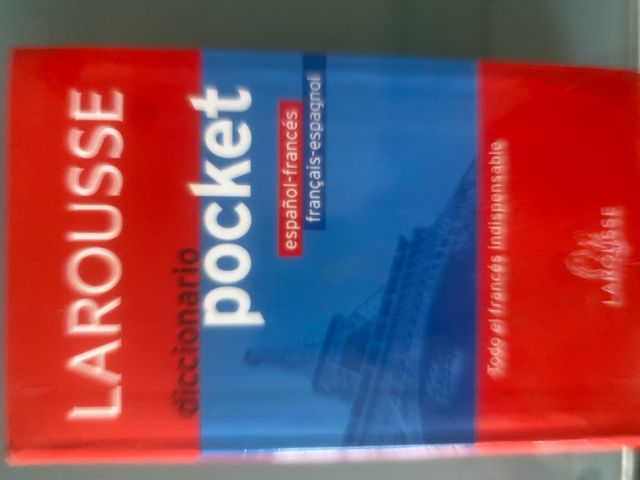 LAROUSSE
diccionario
pocket
español-francés
français-espagnol
Todo el francés indispensable
LAROUSSE